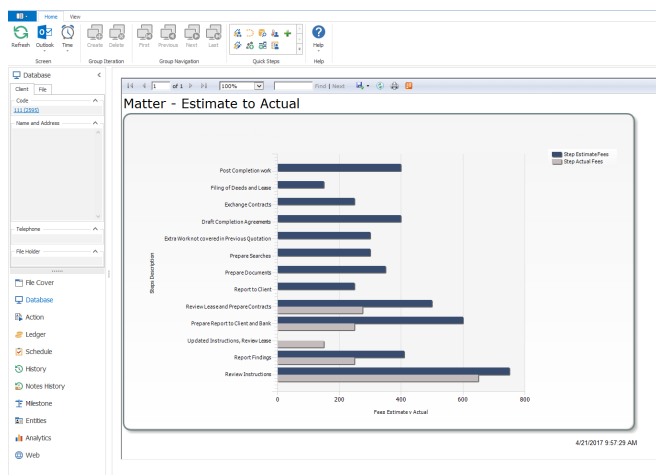 Home View
Refresh Outlook Time Create Delete First Previous Next Last Help
Screen Group Iteration Group Navigation Quick Steps Help
Database
Client File
Code
111 (2595)
Name and Address
Telephone
File Holder
File Cover
Database
Action
Ledger
Schedule
History
Notes History
Milestone
Entities
Analytics
Web
1 of 1 100% Find | Next
Matter - Estimate to Actual
Step Estimate Fees
Step Actual Fees
Steps Description
Post Completion work
Filing of Deeds and Lease
Exchange Contracts
Draft Completion Agreements
Extra Work not covered in Previous Quotation
Prepare Searches
Prepare Documents
Report to Client
Review Lease and Prepare Contracts
Prepare Report to Client and Bank
Updated Instructions, Review Lease
Report Findings
Review Instructions
0 200 400 600 800
Fees Estimate v Actual
4/21/2017 9:57:29 AM